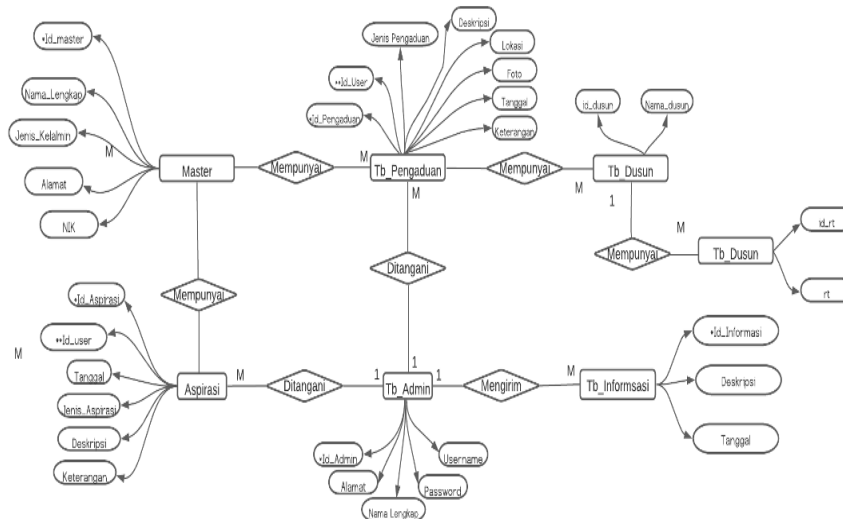 *Id_master
Nama_Lengkap
Jenis_Kelalmin
M
Alamat
NIK
Master
Mempunyai
M
Jenis Pengaduan
Deskripsi
Lokasi
**Id_User
Foto
*Id_Pengaduan
Tanggal
Keterangan
Tb_Pengaduan
M
Mempunyai
M
id_dusun
Nama_dusun
Tb_Dusun
1
Mempunyai
M
Tb_Dusun
id_rt
rt
Mempunyai
Ditangani
*Id_Aspirasi
**Id_user
M
Tanggal
Jenis_Aspirasi
Deskripsi
Keterangan
Aspirasi
M
Ditangani
1
1
Tb_Admin
1
Mengirim
M
Tb_Informsasi
*Id_Informasi
Deskripsi
Tanggal
*Id_Admin
Username
Alamat
Password
Nama Lengkap